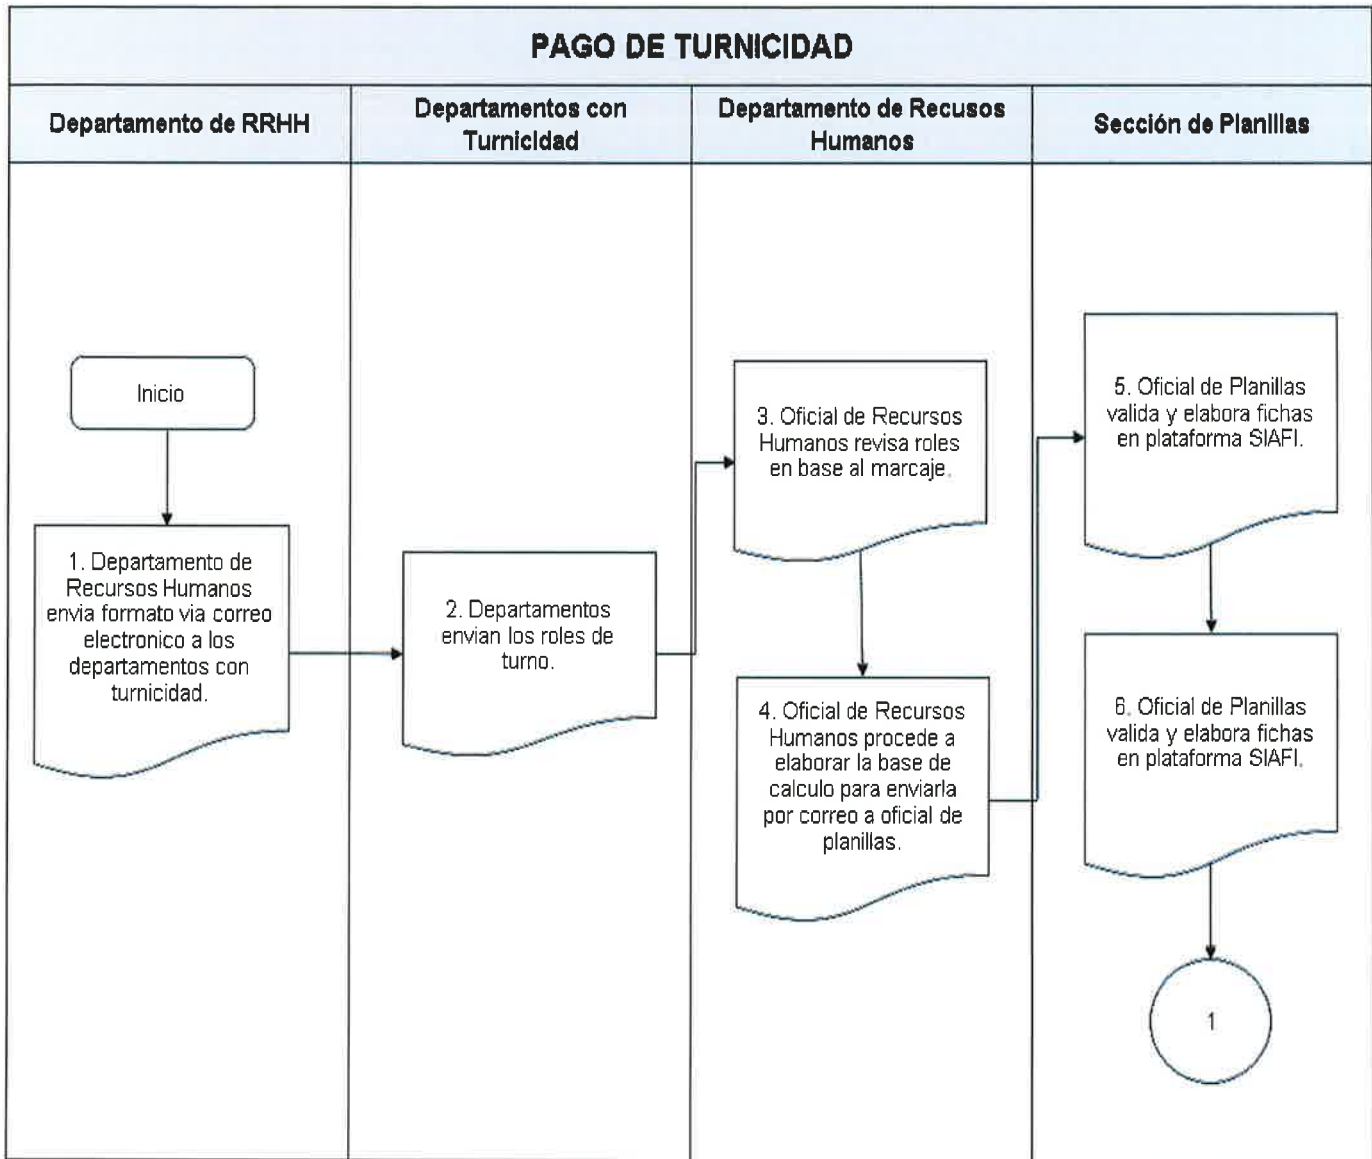 PAGO DE TURNICIDAD
Departamento de RRHH
Departamentos con
Turnicidad
Departamento de Recusos
Humanos
Sección de Planillas
Inicio
1. Departamento de
Recursos Humanos
envia formato via correo
electronico a los
departamentos con
turnicidad.
2. Departamentos
envian los roles de
turno.
3. Oficial de Recursos
Humanos revisa roles
en base al marcaje.
4. Oficial de Recursos
Humanos procede a
elaborar la base de
calculo para enviarla
por correo a oficial de
planillas.
5. Oficial de Planillas
valida y elabora fichas
en plataforma SIAFI.
6. Oficial de Planillas
valida y elabora fichas
en plataforma SIAFI.
1